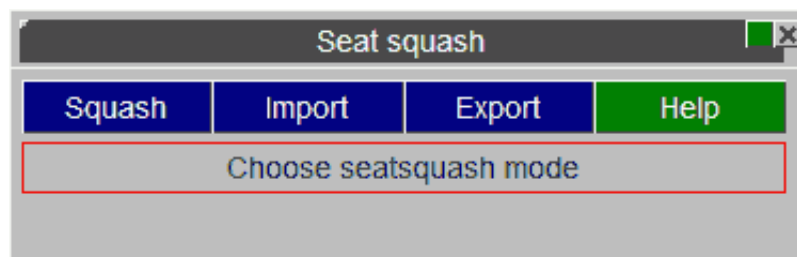 Seat squash
Squash Import Export Help
Choose seatsquash mode